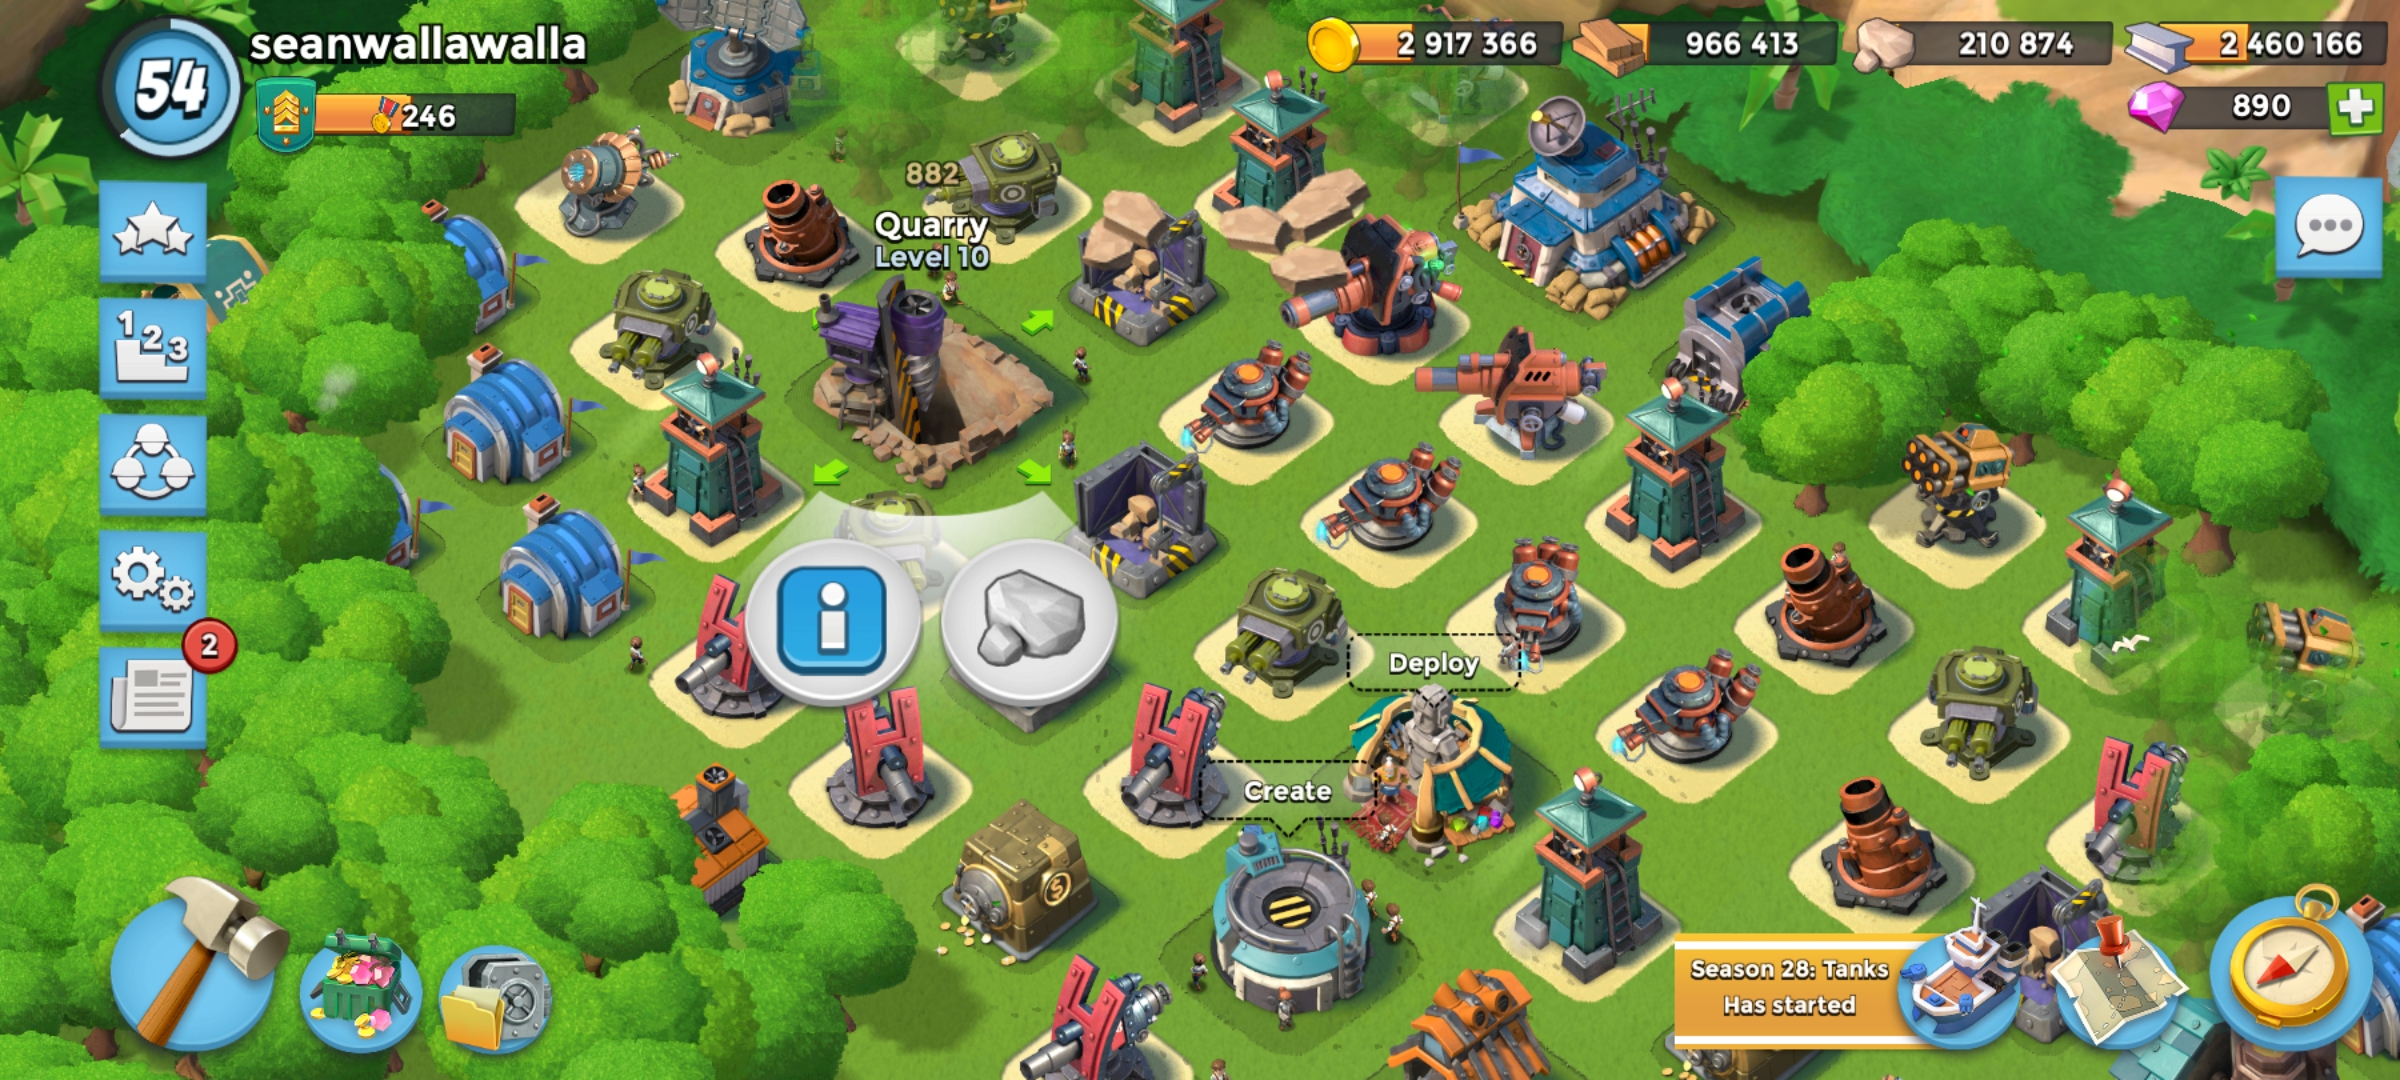 54
seanwallawalla
246
2 917 366
966 413
210 874
2 460 166
890
1 2 3
2
882
Quarry
Level 10
Deploy
Create
Season 28: Tanks
Has started